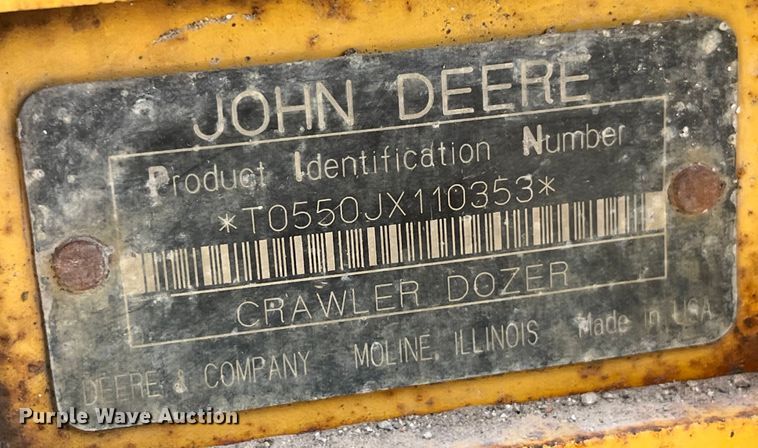 JOHN DEERE
Product Identification Number
*T0550JX110353*
CRAWLER DOZER
DEERE & COMPANY MOLINE, ILLINOIS Made in USA
Purple Wave Auction